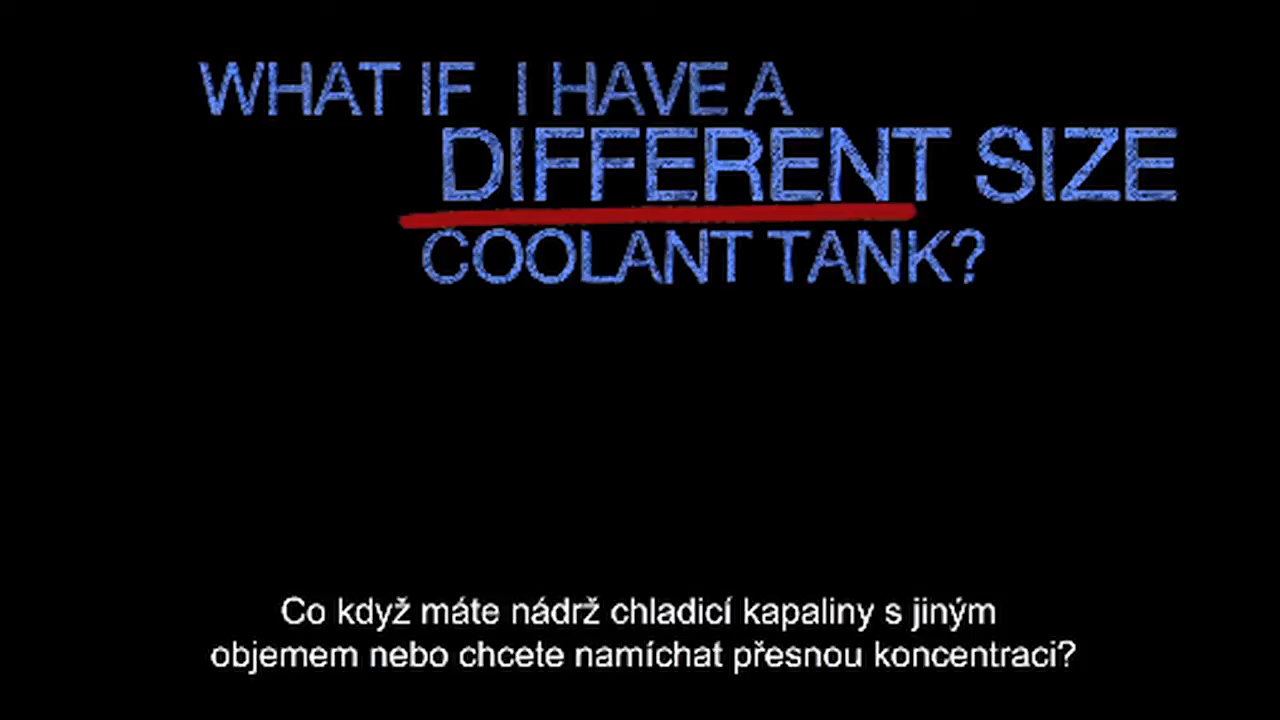 WHAT IF I HAVE A
DIFFERENT SIZE
COOLANT TANK?
Co když máte nádrž chladicí kapaliny s jiným
objemem nebo chcete namíchat přesnou koncentraci?